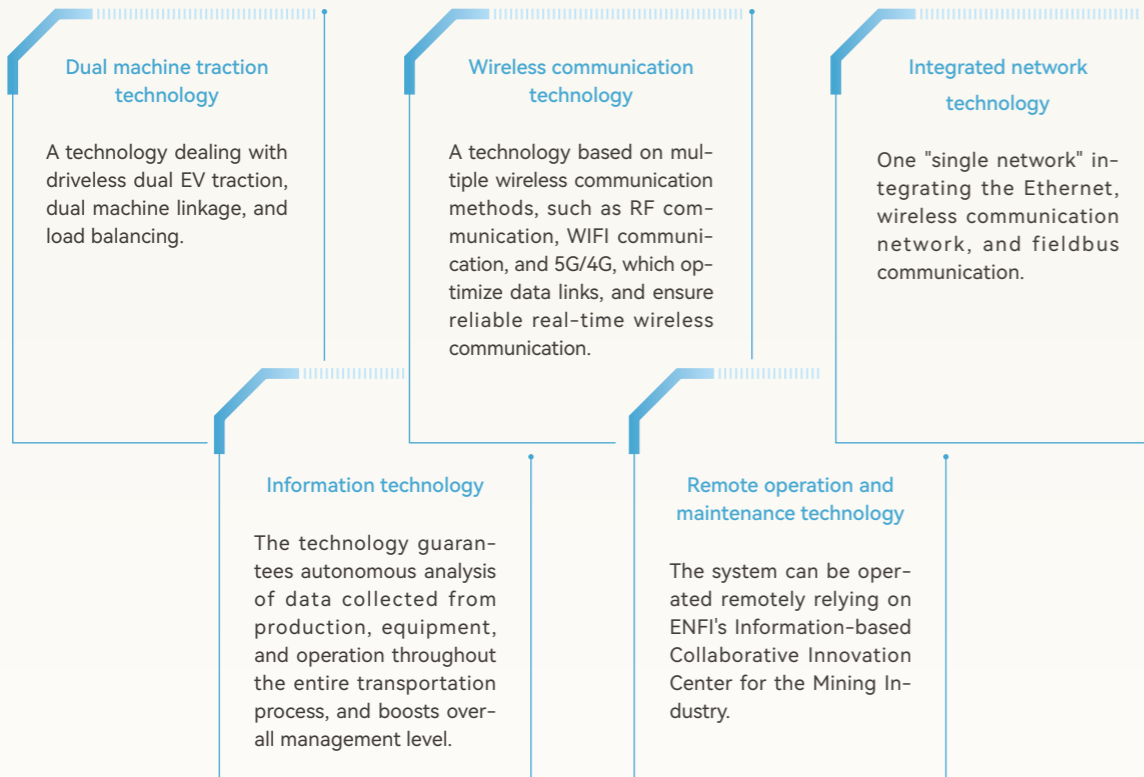 Dual machine traction
technology
A technology dealing with
driveless dual EV traction,
dual machine linkage, and
load balancing.
Wireless communication
technology
A technology based on mul-
tiple wireless communication
methods, such as RF com-
munication, WIFI communi-
cation, and 5G/4G, which op-
timize data links, and ensure
reliable real-time wireless
communication.
Integrated network
technology
One "single network" in-
tegrating the Ethernet,
wireless communication
network, and fieldbus
communication.
Information technology
The technology guaran-
tees autonomous analysis
of data collected from
production, equipment,
and operation throughout
the entire transportation
process, and boosts over-
all management level.
Remote operation and
maintenance technology
The system can be oper-
ated remotely relying on
ENFI's Information-based
Collaborative Innovation
Center for the Mining In-
dustry.